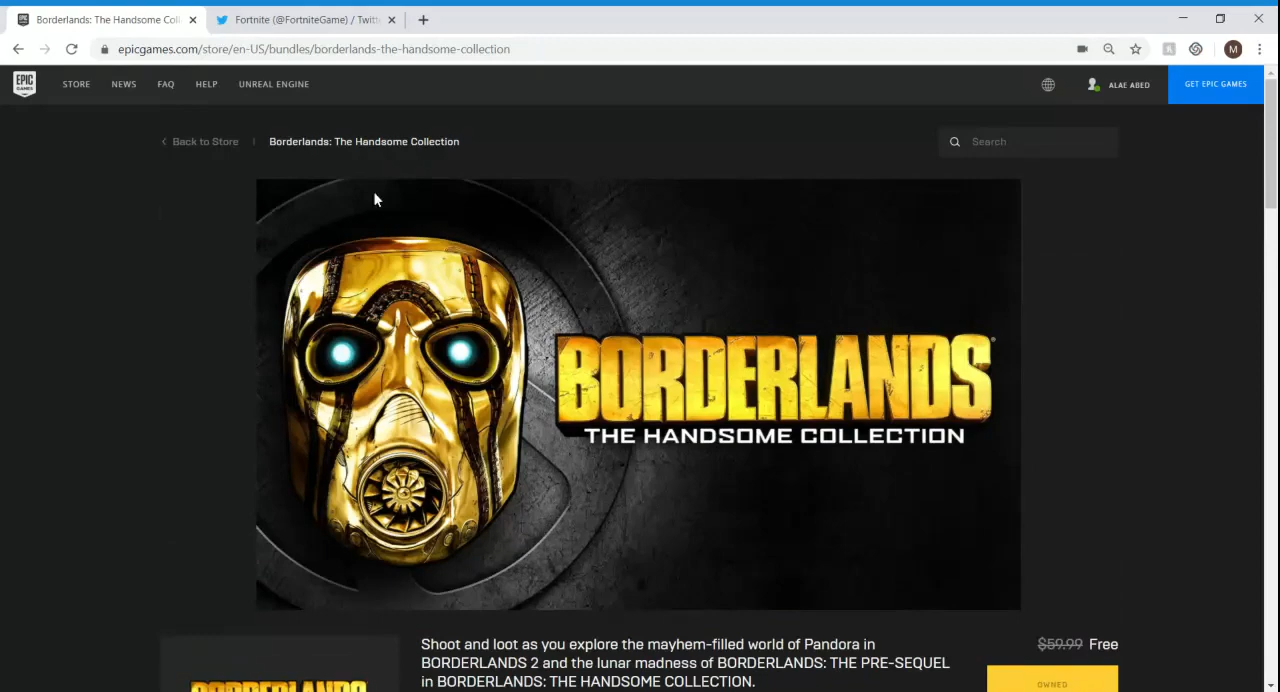 Borderlands: The Handsome Coll
Fortnite (@FortniteGame) / Twitt
epicgames.com/store/en-US/bundles/borderlands-the-handsome-collection
M
EPIC
GAMES
STORE
NEWS
FAQ
HELP
UNREAL ENGINE
ALAE ABED
GET EPIC GAMES
Back to Store
Borderlands: The Handsome Collection
Search
BORDERLANDS
THE HANDSOME COLLECTION
Shoot and loot as you explore the mayhem-filled world of Pandora in
BORDERLANDS 2 and the lunar madness of BORDERLANDS: THE PRE-SEQUEL
in BORDERLANDS: THE HANDSOME COLLECTION.
$59.99 Free
OWNED
BORDERLANDS